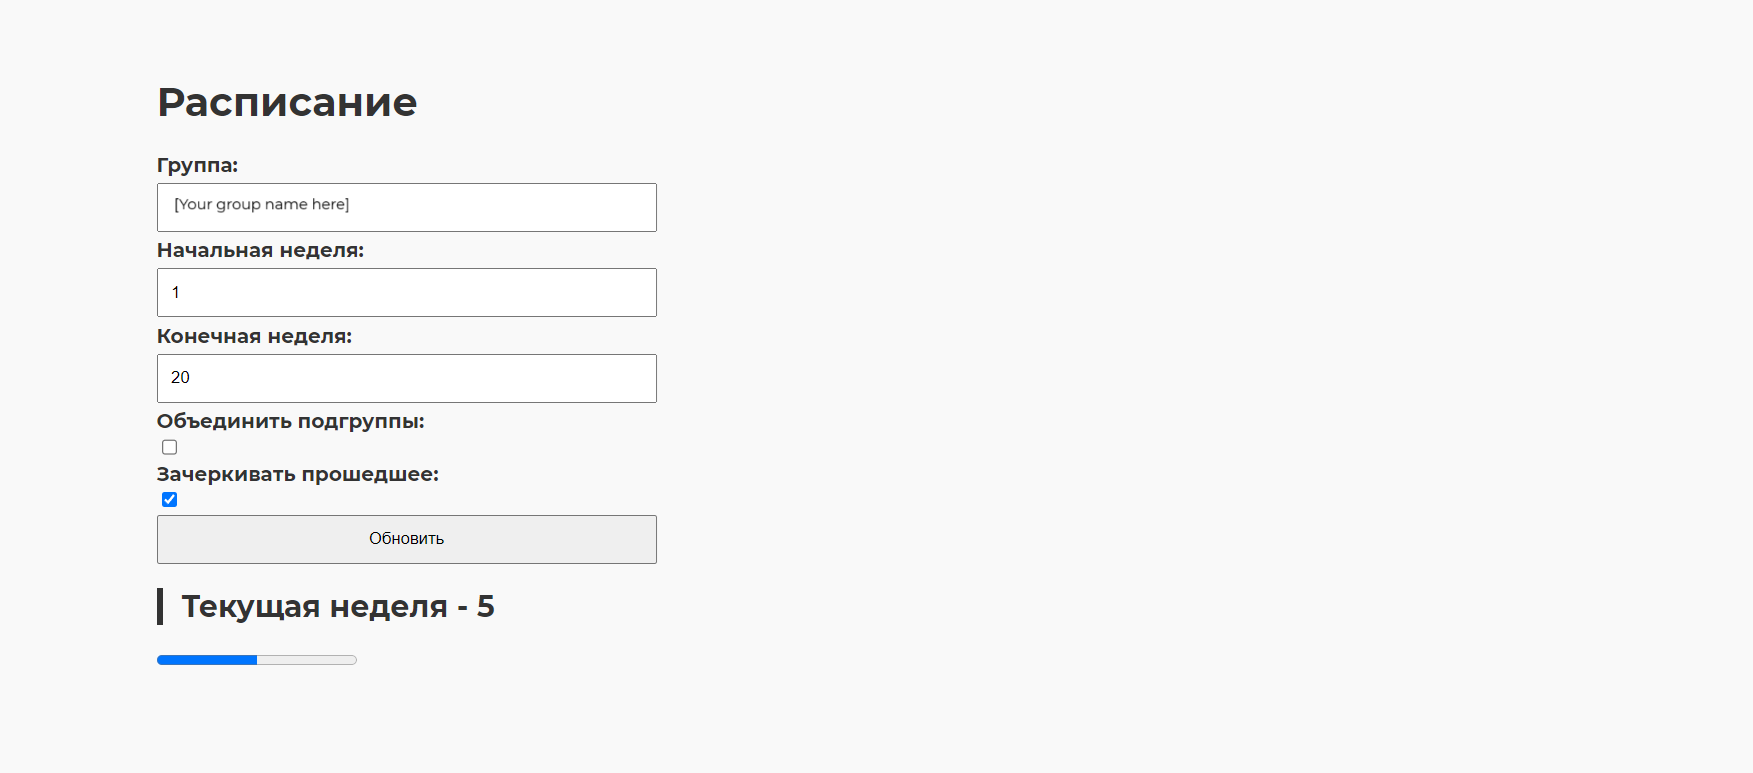 Расписание
Группа:
[Your group name here]
Начальная неделя:
1
Конечная неделя:
20
Объединить подгруппы:
Зачеркивать прошедшее:
Обновить
Текущая неделя - 5